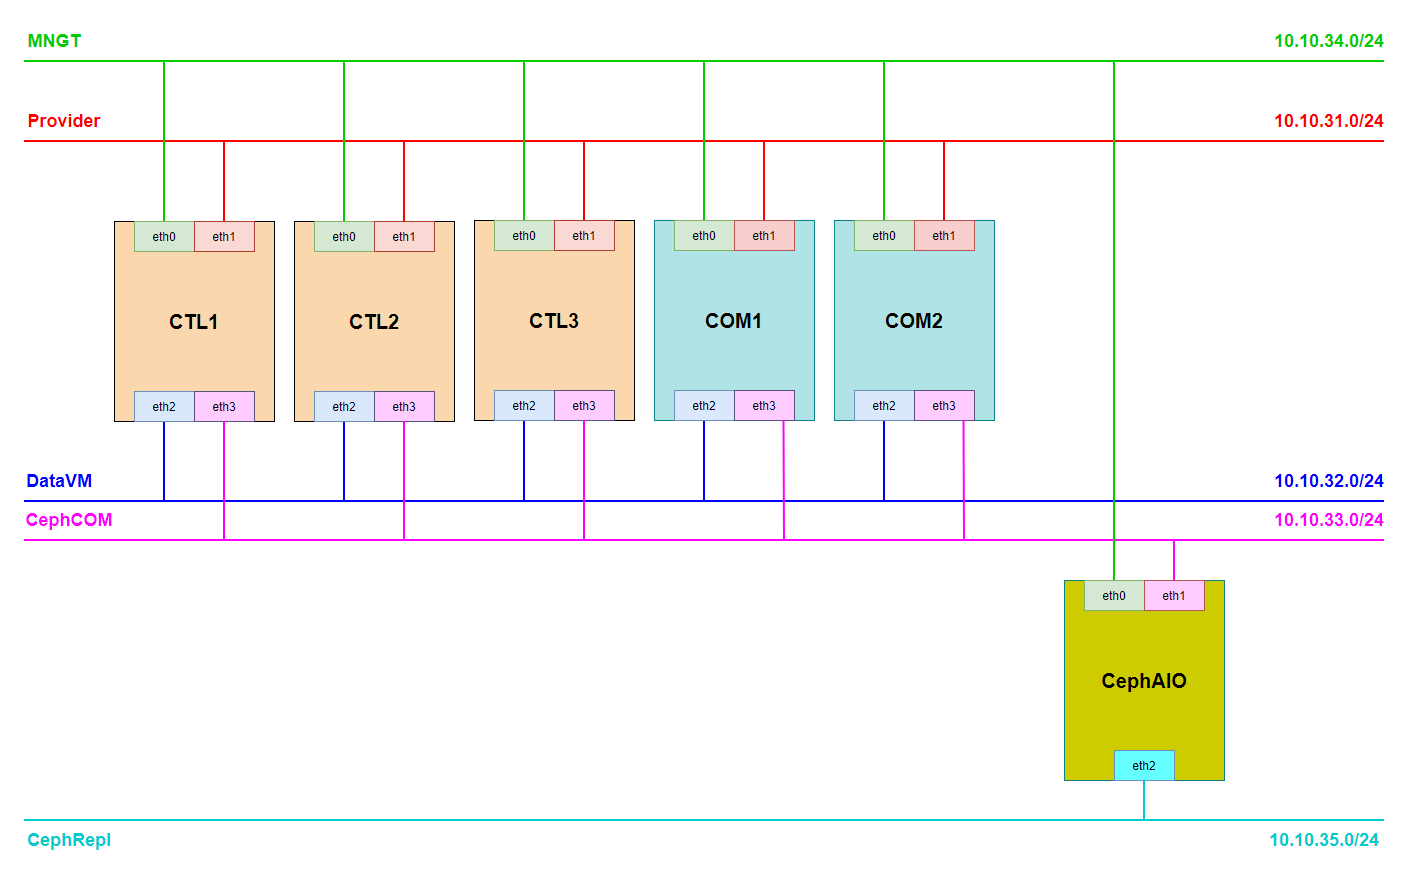 MNGT 10.10.34.0/24
Provider 10.10.31.0/24
eth0 eth1 eth0 eth1 eth0 eth1 eth0 eth1 eth0 eth1
CTL1 CTL2 CTL3 COM1 COM2
eth2 eth3 eth2 eth3 eth2 eth3 eth2 eth3 eth2 eth3
DataVM 10.10.32.0/24
CephCOM 10.10.33.0/24
eth0 eth1
CephAIO
eth2
CephRepl 10.10.35.0/24